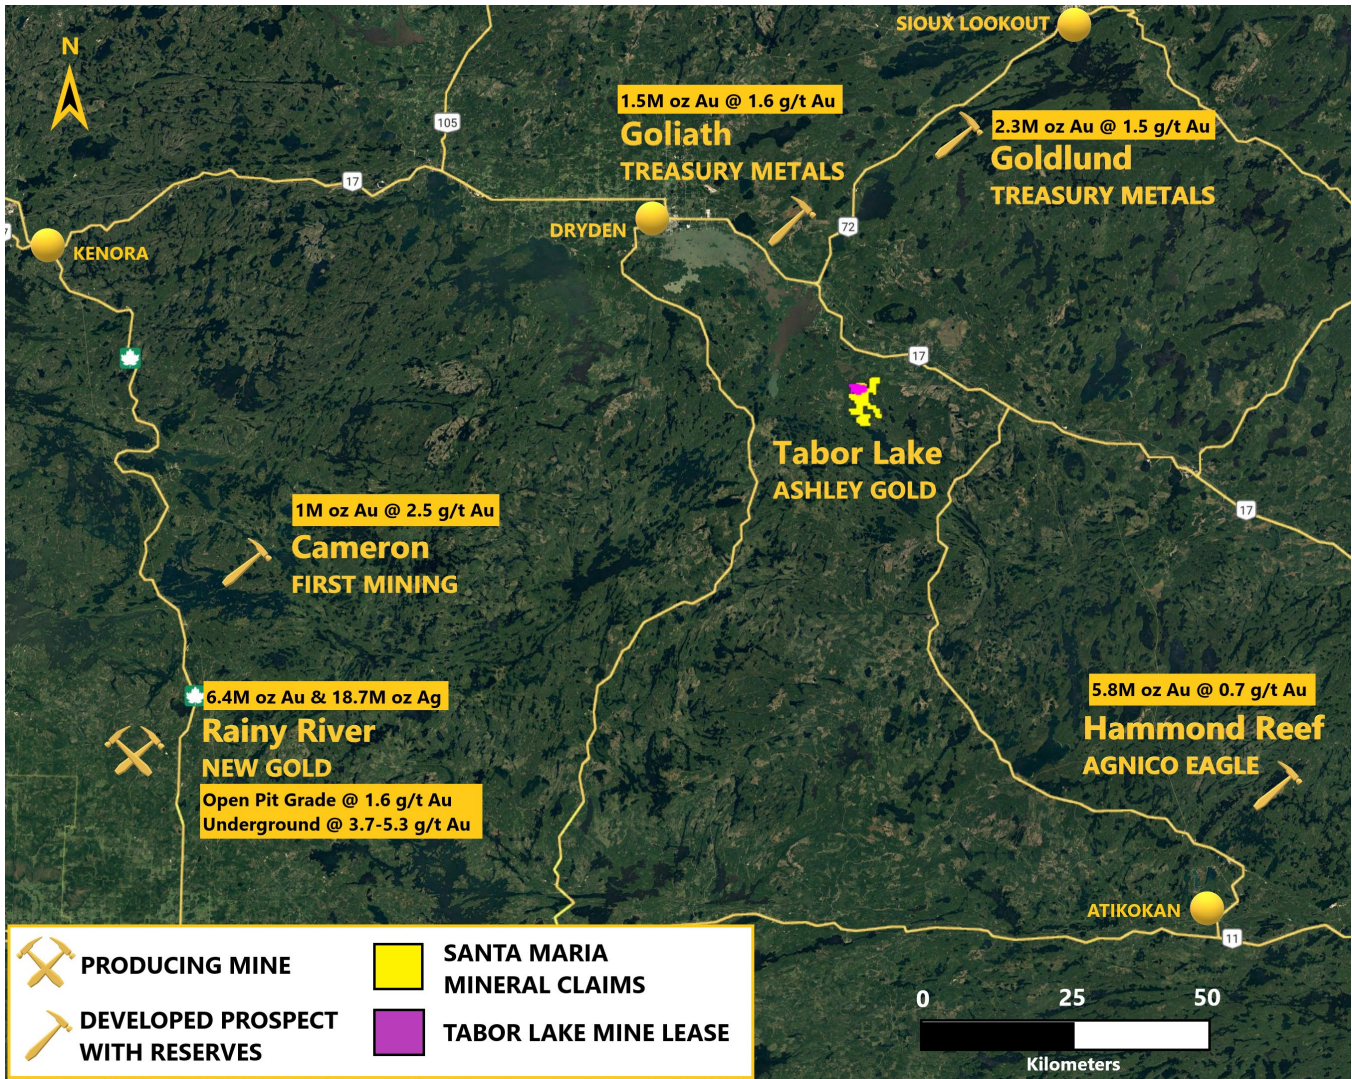 N
SIOUX LOOKOUT
1.5M oz Au @ 1.6 g/t Au
Goliath
TREASURY METALS
105
2.3M oz Au @ 1.5 g/t Au
Goldlund
TREASURY METALS
17
DRYDEN
72
7
KENORA
17
Tabor Lake
ASHLEY GOLD
17
1M oz Au @ 2.5 g/t Au
Cameron
FIRST MINING
6.4M oz Au & 18.7M oz Ag
Rainy River
NEW GOLD
Open Pit Grade @ 1.6 g/t Au
Underground @ 3.7-5.3 g/t Au
5.8M oz Au @ 0.7 g/t Au
Hammond Reef
AGNICO EAGLE
ATIKOKAN
11
PRODUCING MINE
DEVELOPED PROSPECT
WITH RESERVES
SANTA MARIA
MINERAL CLAIMS
TABOR LAKE MINE LEASE
0 25 50
Kilometers